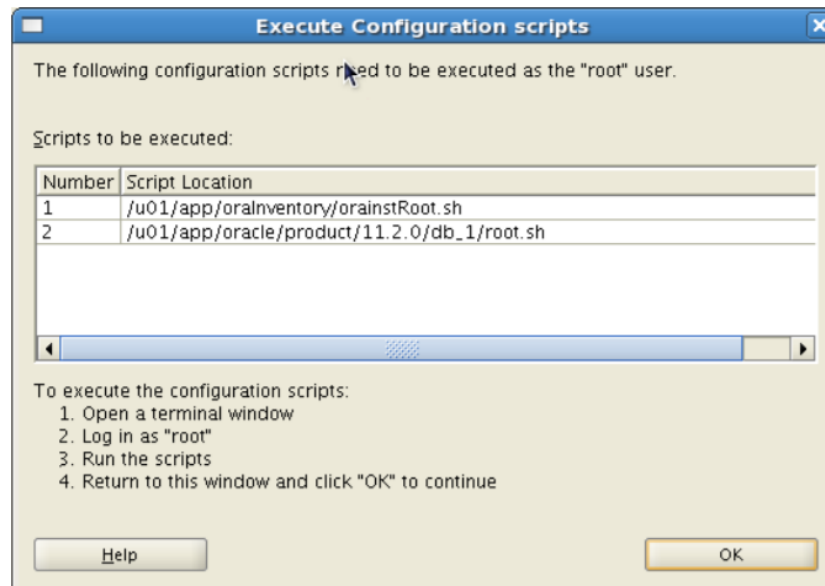 Execute Configuration scripts
The following configuration scripts need to be executed as the "root" user.
Scripts to be executed:
Number Script Location
1 /u01/app/oraInventory/orainstRoot.sh
2 /u01/app/oracle/product/11.2.0/db_1/root.sh
To execute the configuration scripts:
1. Open a terminal window
2. Log in as "root"
3. Run the scripts
4. Return to this window and click "OK" to continue
Help OK